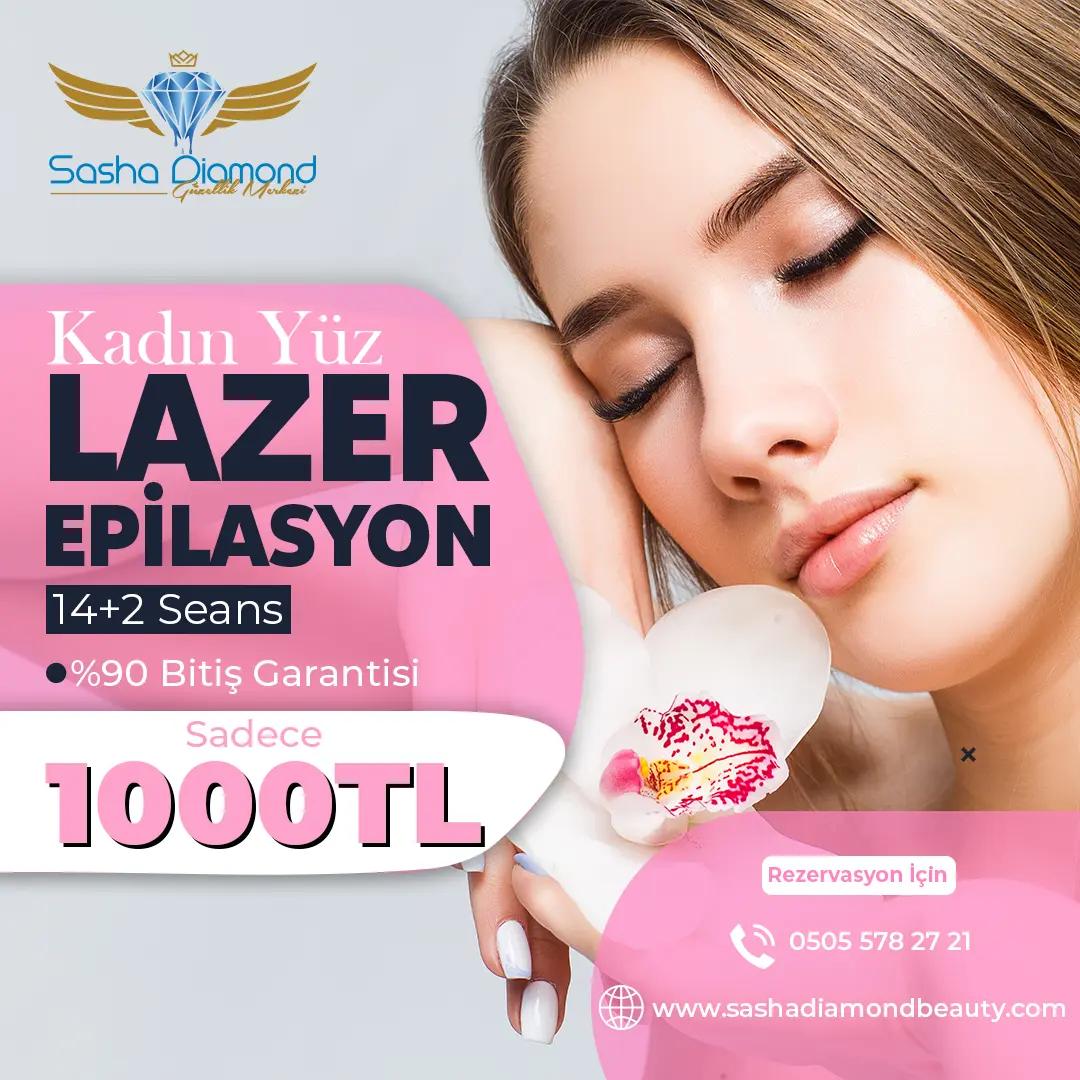 Sasha Diamond
Güzellik Merkezi
Kadın Yüz
LAZER
EPİLASYON
14+2 Seans
%90 Bitiş Garantisi
Sadece
1000TL
Rezervasyon İçin
0505 578 27 21
www.sashadiamondbeauty.com